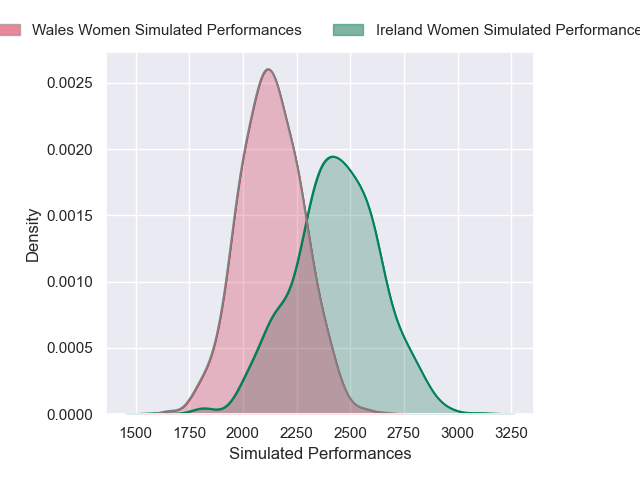 Wales Women Simulated Performances
Ireland Women Simulated Performance
0.0025
0.0020
0.0015
0.0010
0.0005
0.0000
Density
1500 1750 2000 2250 2500 2750 3000 3250
Simulated Performances